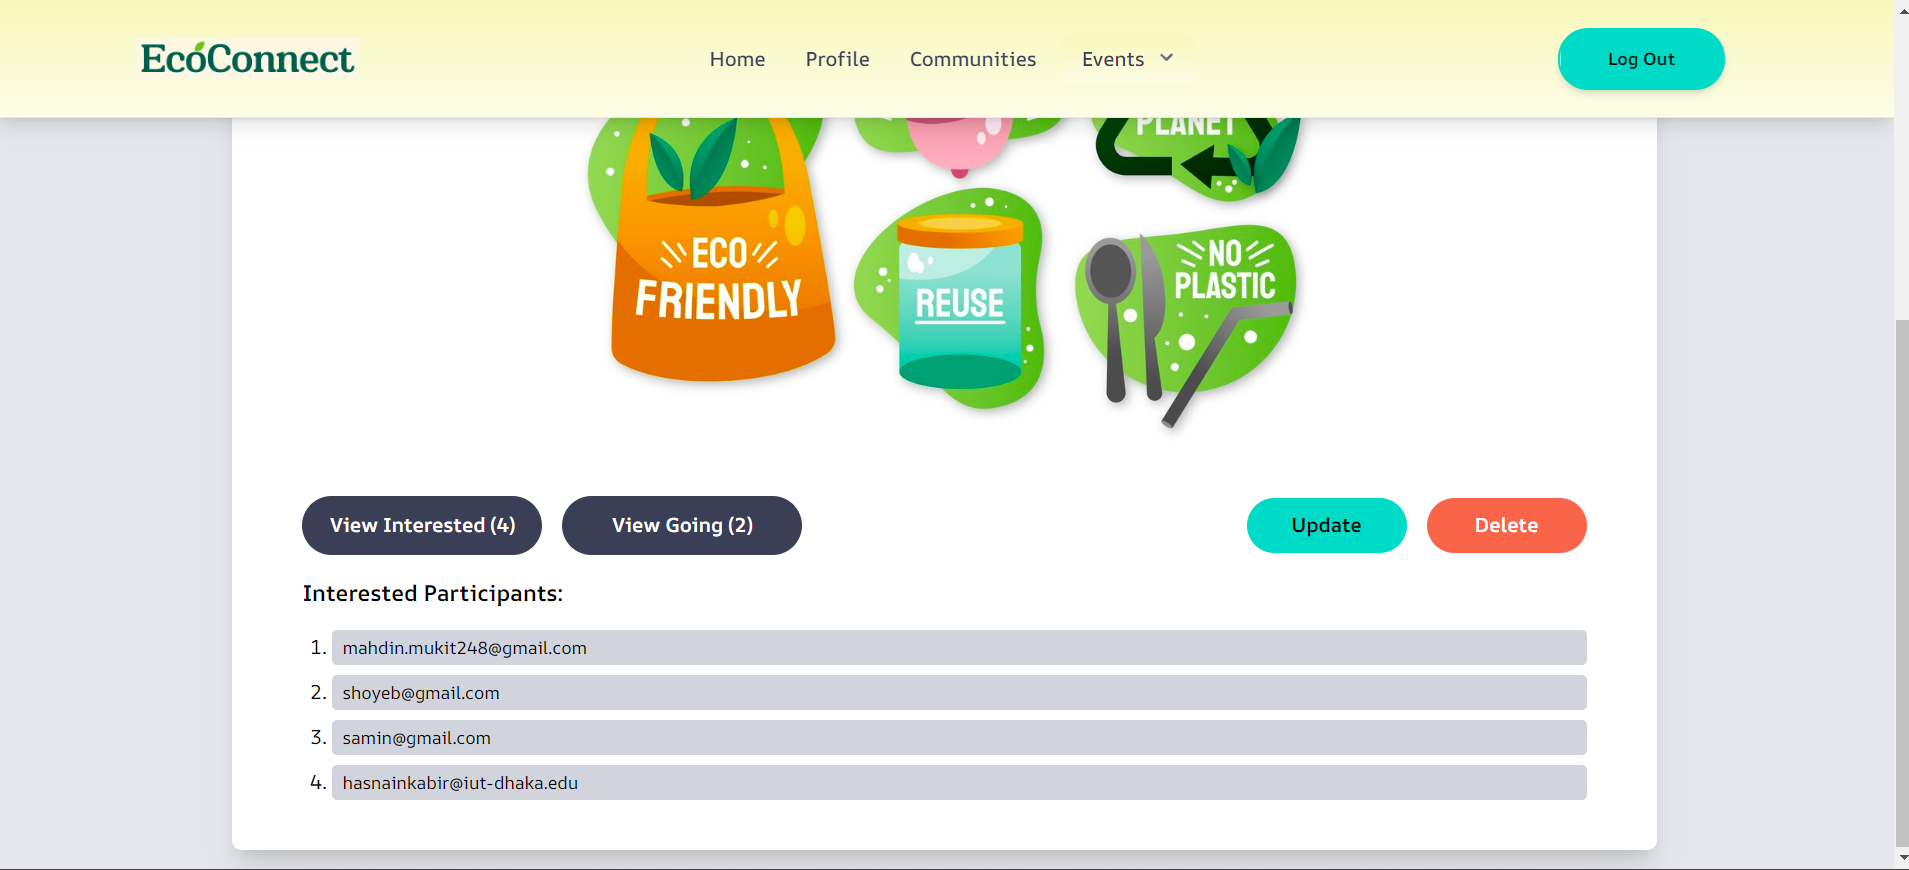 EcoConnect
Home Profile Communities Events
Log Out
PLANET
ECO
FRIENDLY
REUSE
NO
PLASTIC
View Interested (4) View Going (2) Update Delete
Interested Participants:
1. mahdin.mukit248@gmail.com
2. shoyeb@gmail.com
3. samin@gmail.com
4. hasnainkabir@iut-dhaka.edu